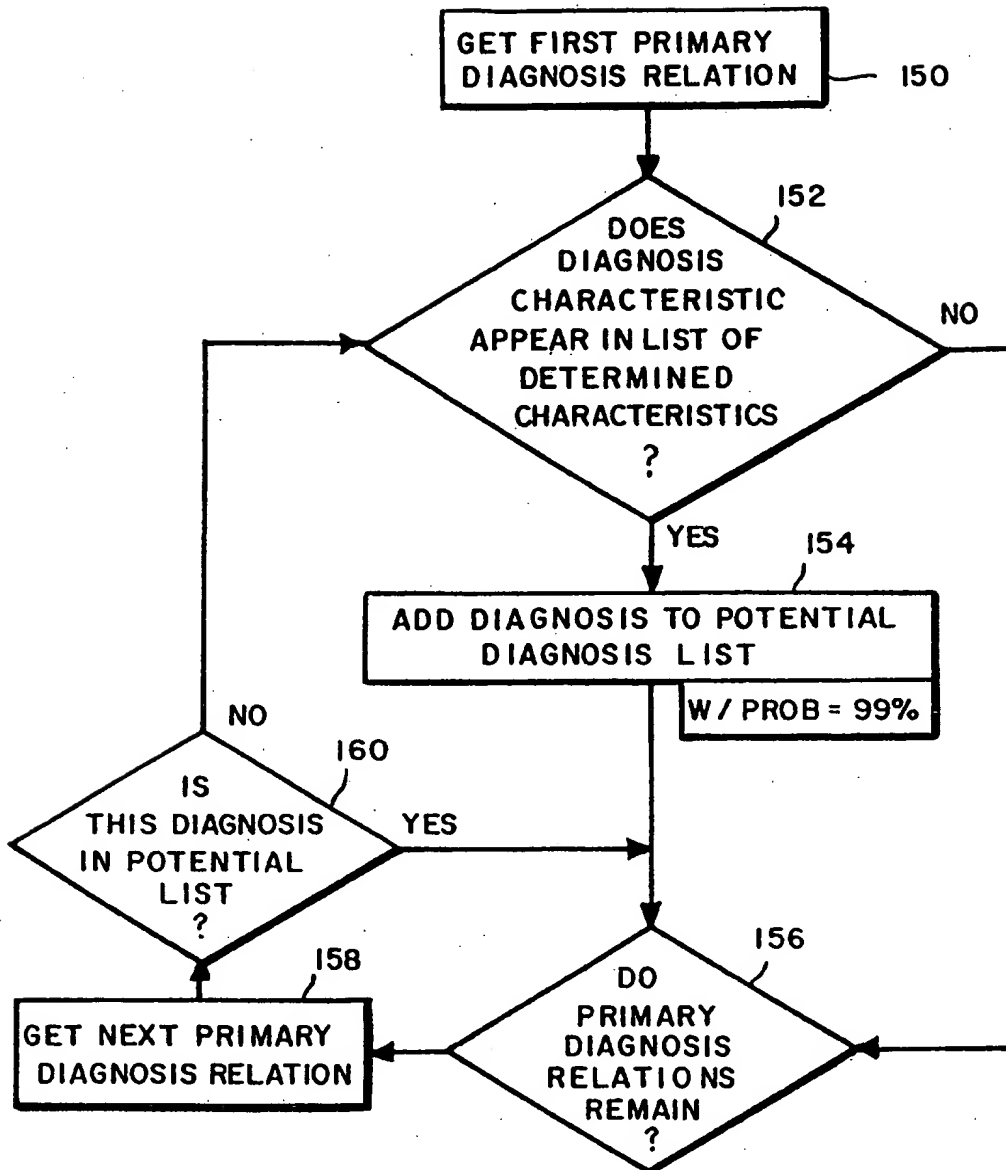 GET FIRST PRIMARY
DIAGNOSIS RELATION
150
152
DOES
DIAGNOSIS
CHARACTERISTIC
APPEAR IN LIST OF
DETERMINED
CHARACTERISTICS
?
NO
YES
154
ADD DIAGNOSIS TO POTENTIAL
DIAGNOSIS LIST
W/ PROB = 99%
NO
160
IS
THIS DIAGNOSIS
IN POTENTIAL
LIST
?
YES
158
GET NEXT PRIMARY
DIAGNOSIS RELATION
156
DO
PRIMARY
DIAGNOSIS
RELATIONS
REMAIN
?